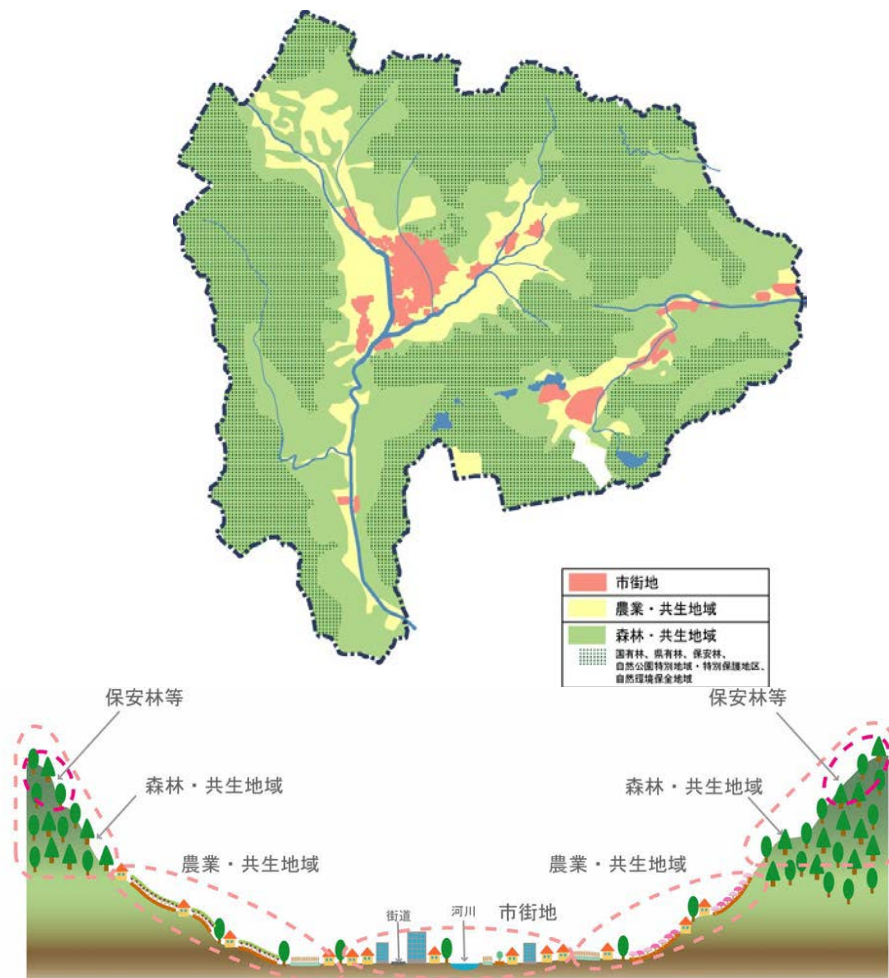 市街地
農業・共生地域
森林・共生地域
国有林、県有林、保安林、
自然公園特別地域・特別保護地区、
自然環境保全地域
保安林等
保安林等
森林・共生地域
森林・共生地域
農業・共生地域
農業・共生地域
街道
河川
市街地